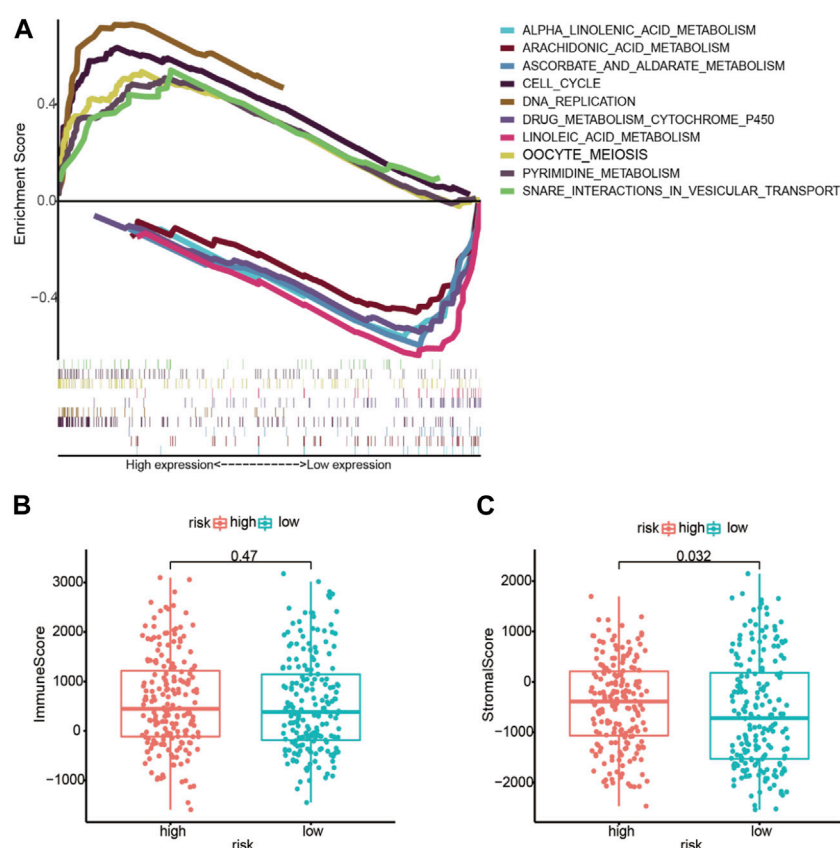 A
ALPHA_LINOLENIC_ACID_METABOLISM
ARACHIDONIC_ACID_METABOLISM
ASCORBATE_AND_ALDARATE_METABOLISM
CELL_CYCLE
DNA_REPLICATION
DRUG_METABOLISM_CYTOCHROME_P450
LINOLEIC_ACID_METABOLISM
OOCYTE_MEIOSIS
PYRIMIDINE_METABOLISM
SNARE_INTERACTIONS_IN_VESICULAR_TRANSPORT
Enrichment Score
0.4
0.0
−0.4
High expression<----------->Low expression
B
risk high low
0.47
ImmuneScore
3000
2000
1000
0
−1000
high low
risk
C
risk high low
0.032
StromalScore
2000
1000
0
−1000
−2000
high low
risk